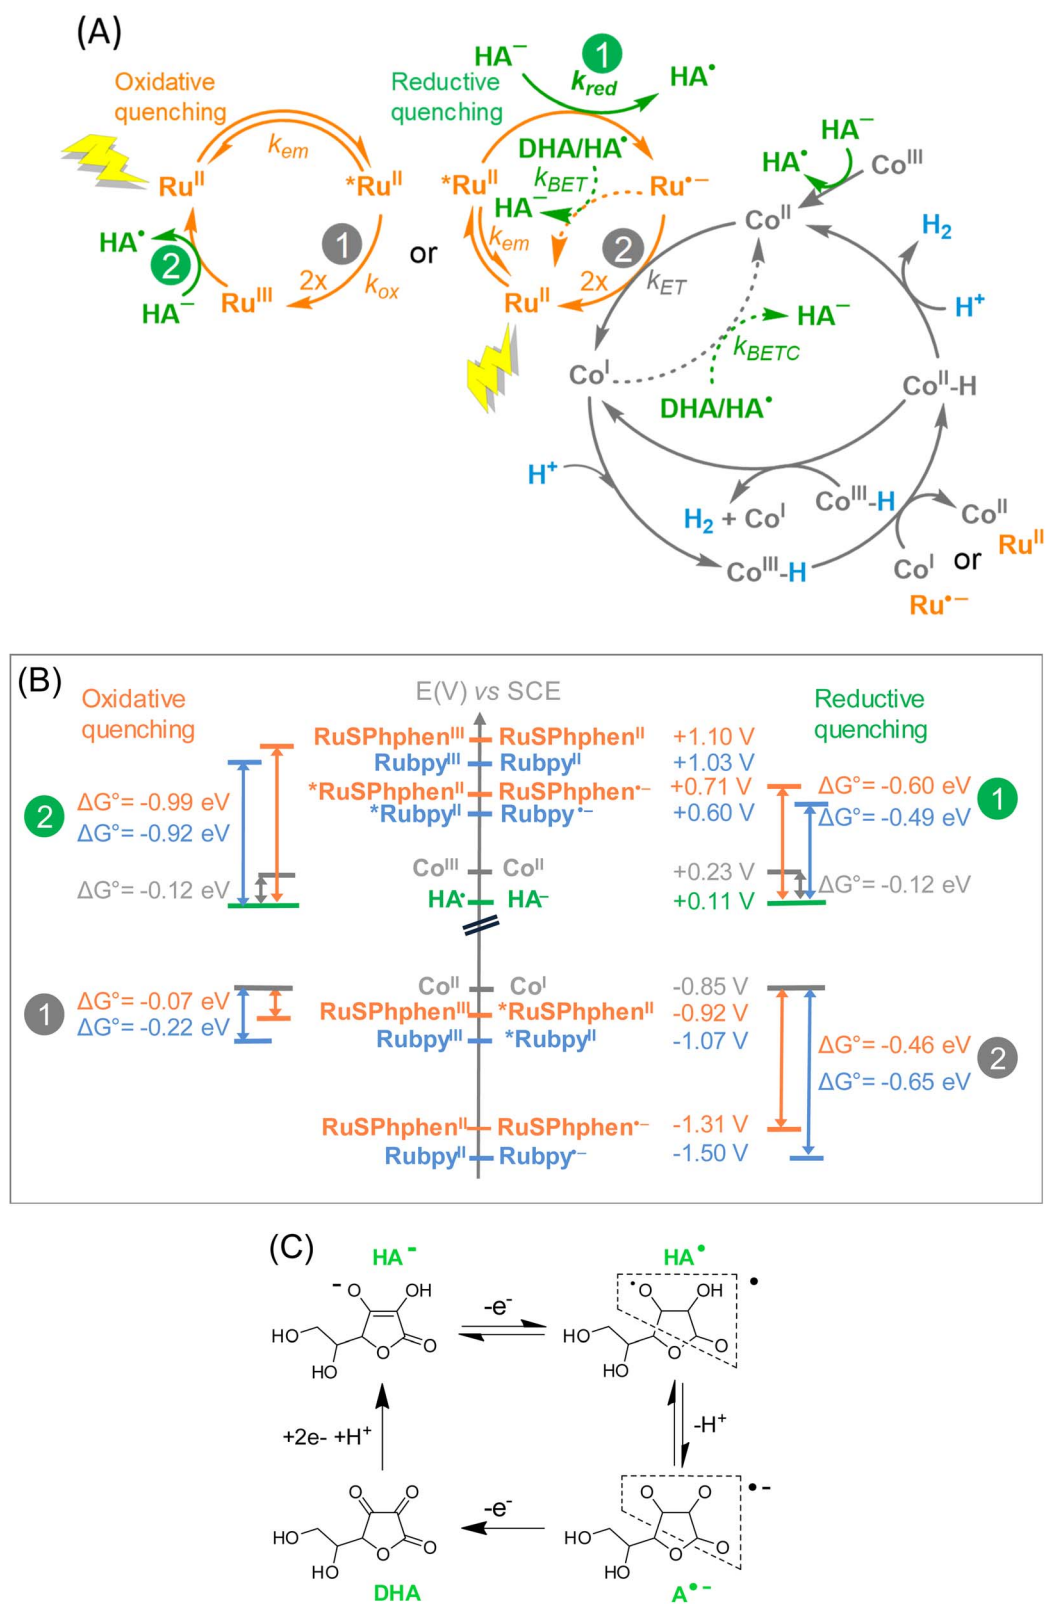 (A)
Oxidative
quenching
Ru^II
k_em
*Ru^II
1
2x
k_ox
Ru^III
HA^•
2
HA^–
or
Reductive
quenching
HA^–
1
k_red
HA^•
*Ru^II
DHA/HA^•
k_BET
HA^–
Ru^•–
k_em
2
2x
k_ET
Ru^II
HA^–
HA^•
Co^III
Co^II
H_2
H^+
HA^–
k_BETC
DHA/HA^•
Co^I
Co^II-H
H^+
Co^III-H
H_2 + Co^I
Co^II
Ru^II
Co^III-H
Co^I
or
Ru^•–
(B)
Oxidative
quenching
E(V) vs SCE
Reductive
quenching
RuSPhphen^III RuSPhphen^II +1.10 V
Rubpy^III Rubpy^II +1.03 V
*RuSPhphen^II RuSPhphen^•– +0.71 V
*Rubpy^II Rubpy^•– +0.60 V
2
ΔG°= -0.99 eV
ΔG°= -0.92 eV
ΔG°= -0.60 eV
ΔG°= -0.49 eV
1
Co^III Co^II +0.23 V
HA^• HA^– +0.11 V
ΔG°= -0.12 eV
ΔG°= -0.12 eV
Co^II Co^I -0.85 V
RuSPhphen^III *RuSPhphen^II -0.92 V
Rubpy^III *Rubpy^II -1.07 V
1
ΔG°= -0.07 eV
ΔG°= -0.22 eV
ΔG°= -0.46 eV
ΔG°= -0.65 eV
2
RuSPhphen^II RuSPhphen^•– -1.31 V
Rubpy^II Rubpy^•– -1.50 V
(C)
HA^-
HA^•
- O OH
HO
O
O
HO
-e^-
• O OH •
HO
O
O
HO
+2e- +H^+
-H^+
O O
HO
O
O
HO
DHA
-e^-
O O •-
HO
O
O
HO
A^•-